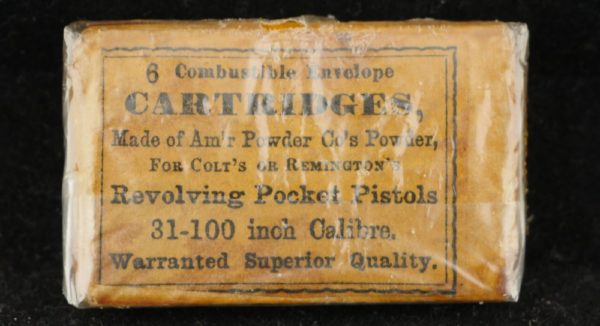 6 Combustible Envelope
CARTRIDGES,
Made of Am'r Powder Co's Powder,
FOR COLT'S OR REMINGTON'S
Revolving Pocket Pistols
31-100 inch Calibre.
Warranted Superior Quality.